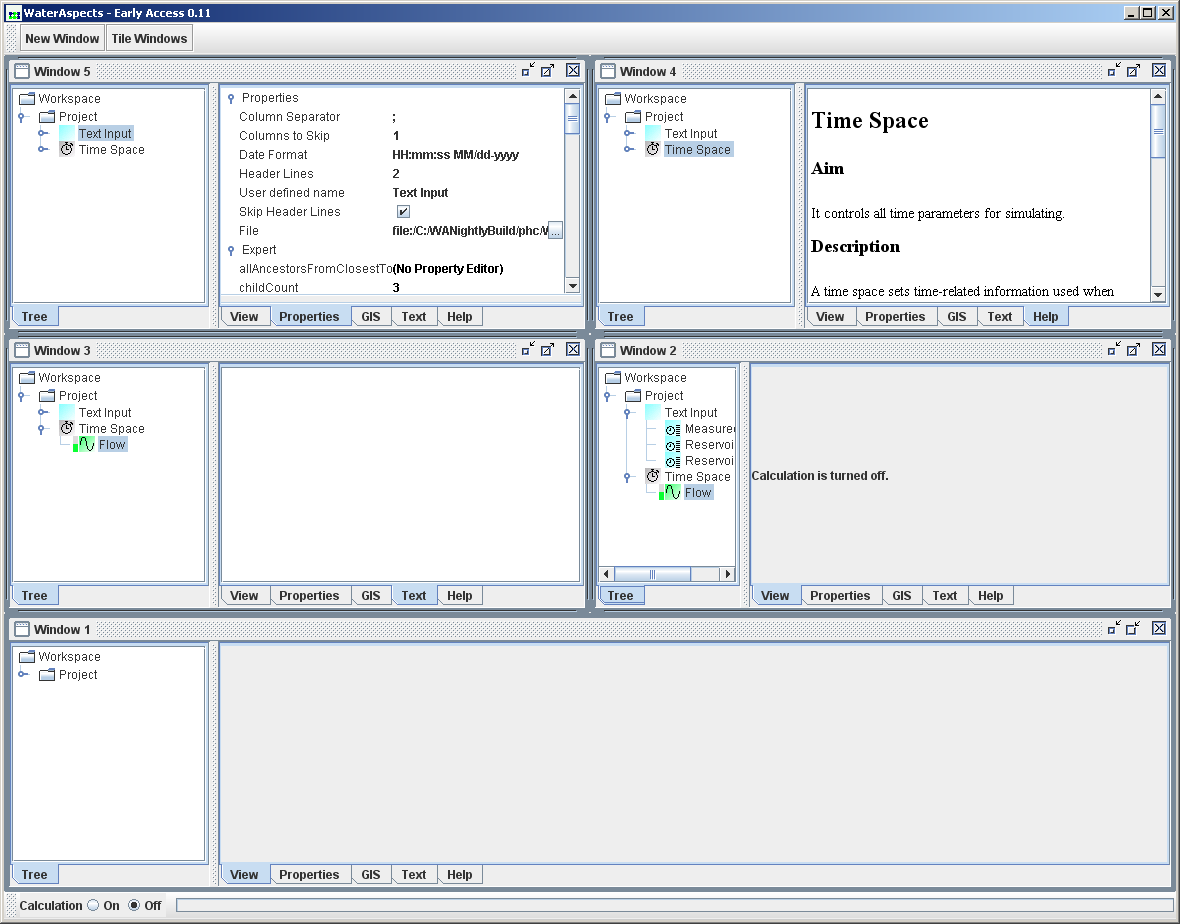 WaterAspects - Early Access 0.11
New Window Tile Windows
Window 5
Workspace
Project
Text Input
Time Space
Tree
Properties
Column Separator ;
Columns to Skip 1
Date Format HH:mm:ss MM/dd-yyyy
Header Lines 2
User defined name Text Input
Skip Header Lines
File file:/C:/WANightlyBuild/phc/ ...
Expert
allAncestorsFromClosestTo (No Property Editor)
childCount 3
View Properties GIS Text Help
Window 4
Workspace
Project
Text Input
Time Space
Tree
Time Space
Aim
It controls all time parameters for simulating.
Description
A time space sets time-related information used when
View Properties GIS Text Help
Window 3
Workspace
Project
Text Input
Time Space
Flow
Tree
View Properties GIS Text Help
Window 2
Workspace
Project
Text Input
Measured
Reservoi
Reservoi
Time Space
Flow
Tree
Calculation is turned off.
View Properties GIS Text Help
Window 1
Workspace
Project
Tree
View Properties GIS Text Help
Calculation On Off